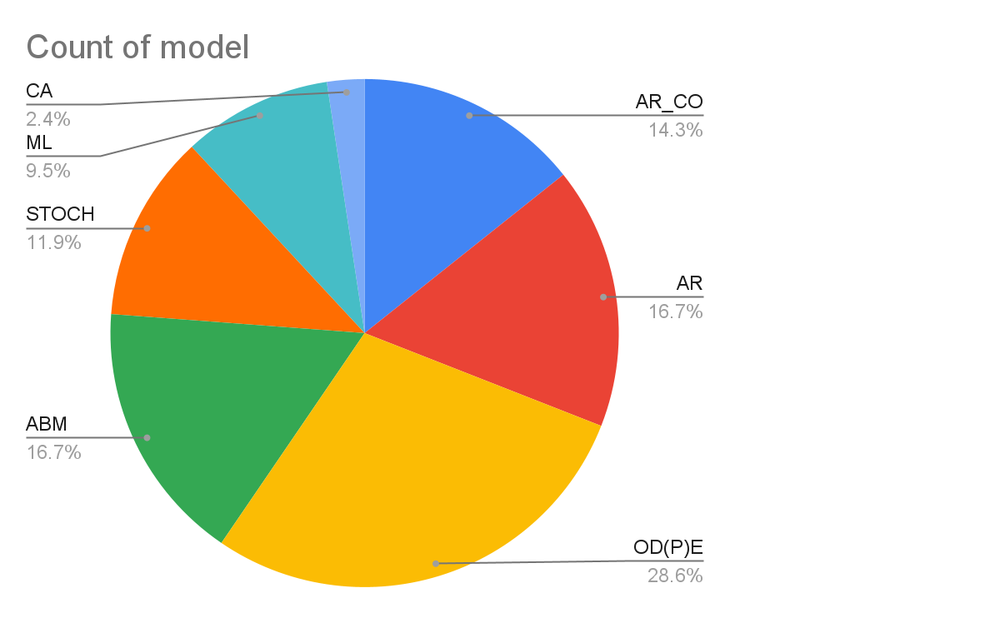 Count of model
CA
2.4%
ML
9.5%
STOCH
11.9%
ABM
16.7%
AR_CO
14.3%
AR
16.7%
OD(P)E
28.6%